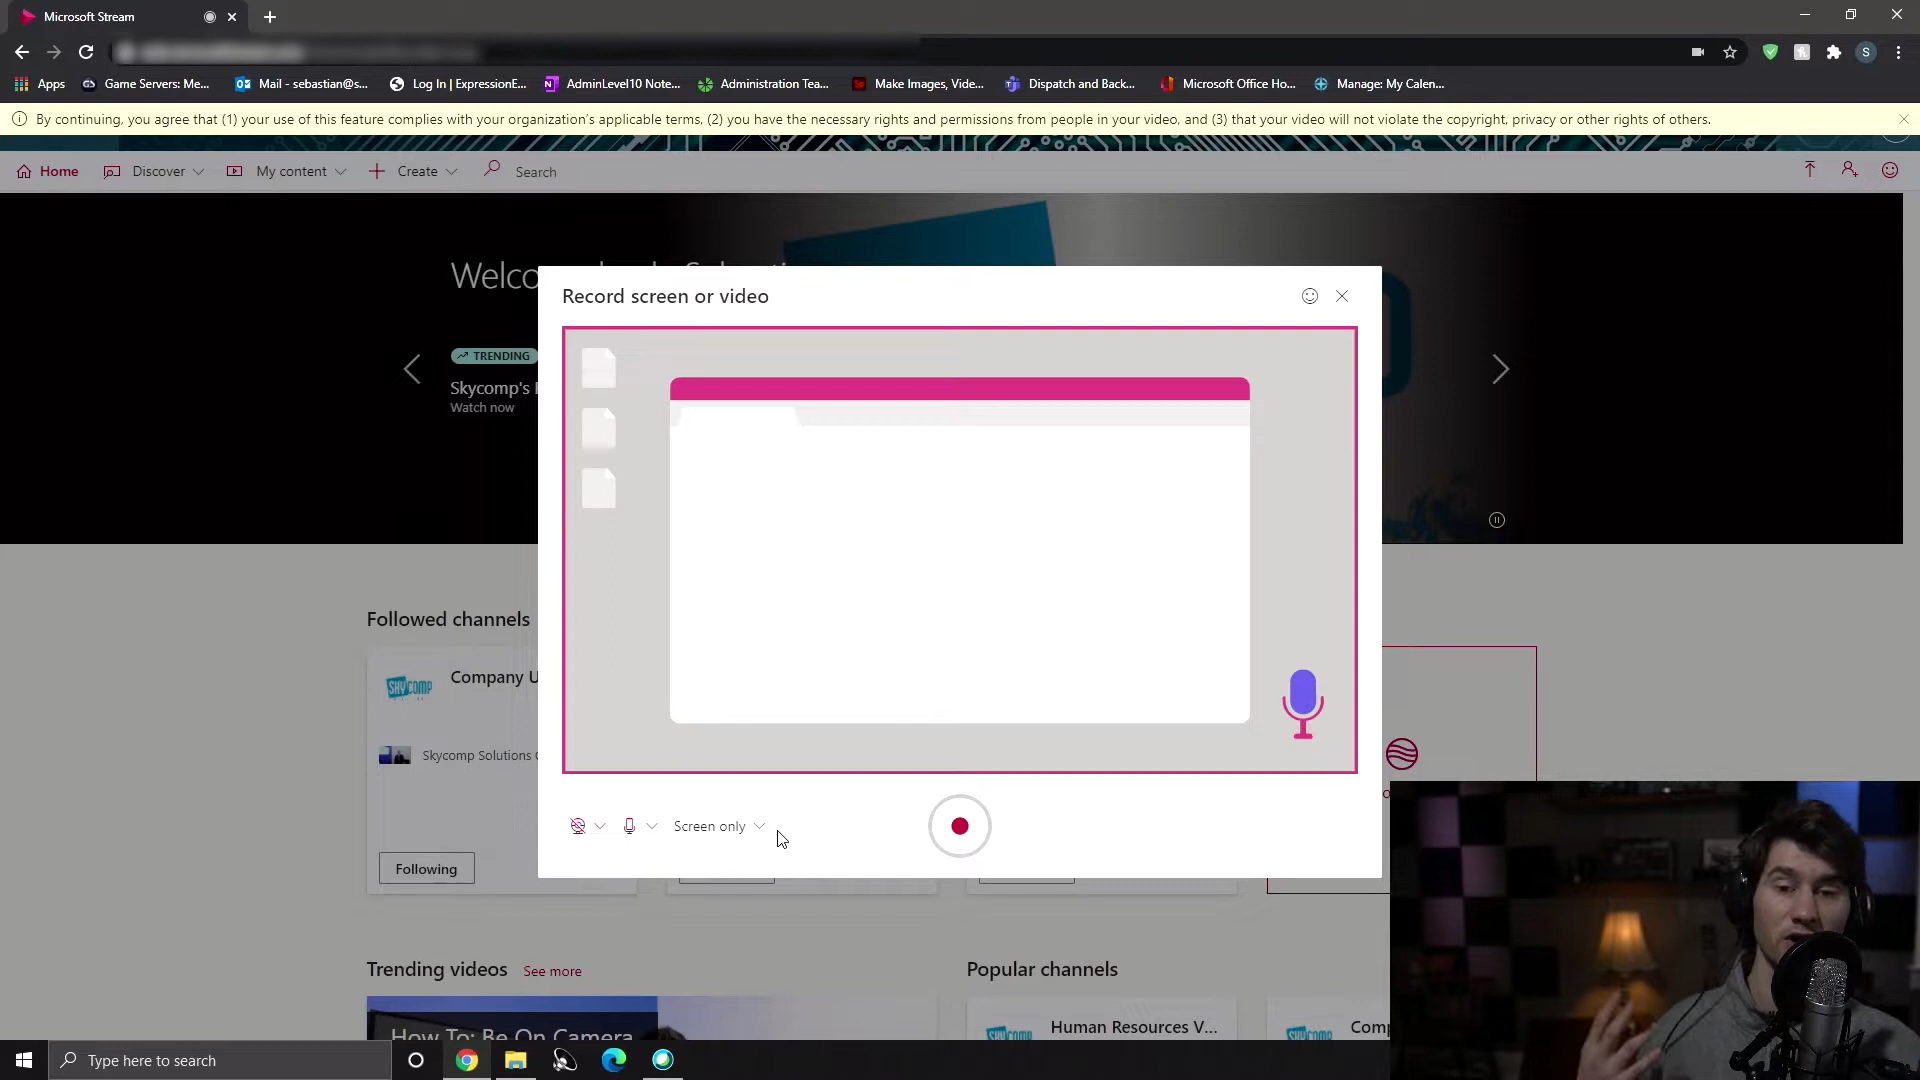 Microsoft Stream
Apps
Game Servers: Me...
Mail - sebastian@s...
Log In | ExpressionE...
AdminLevel10 Note...
Administration Tea...
Make Images, Vide...
Dispatch and Back...
Microsoft Office Ho...
Manage: My Calen...
S
By continuing, you agree that (1) your use of this feature complies with your organization's applicable terms, (2) you have the necessary rights and permissions from people in your video, and (3) that your video will not violate the copyright, privacy or other rights of others.
Home
Discover
My content
Create
Search
Record screen or video
TRENDING
Skycomp's
Watch now
Followed channels
Company U
SKYCOMP
Skycomp Solutions
Screen only
Following
Trending videos
See more
Popular channels
How To: Be On Camera
Human Resources V...
Comp
Type here to search